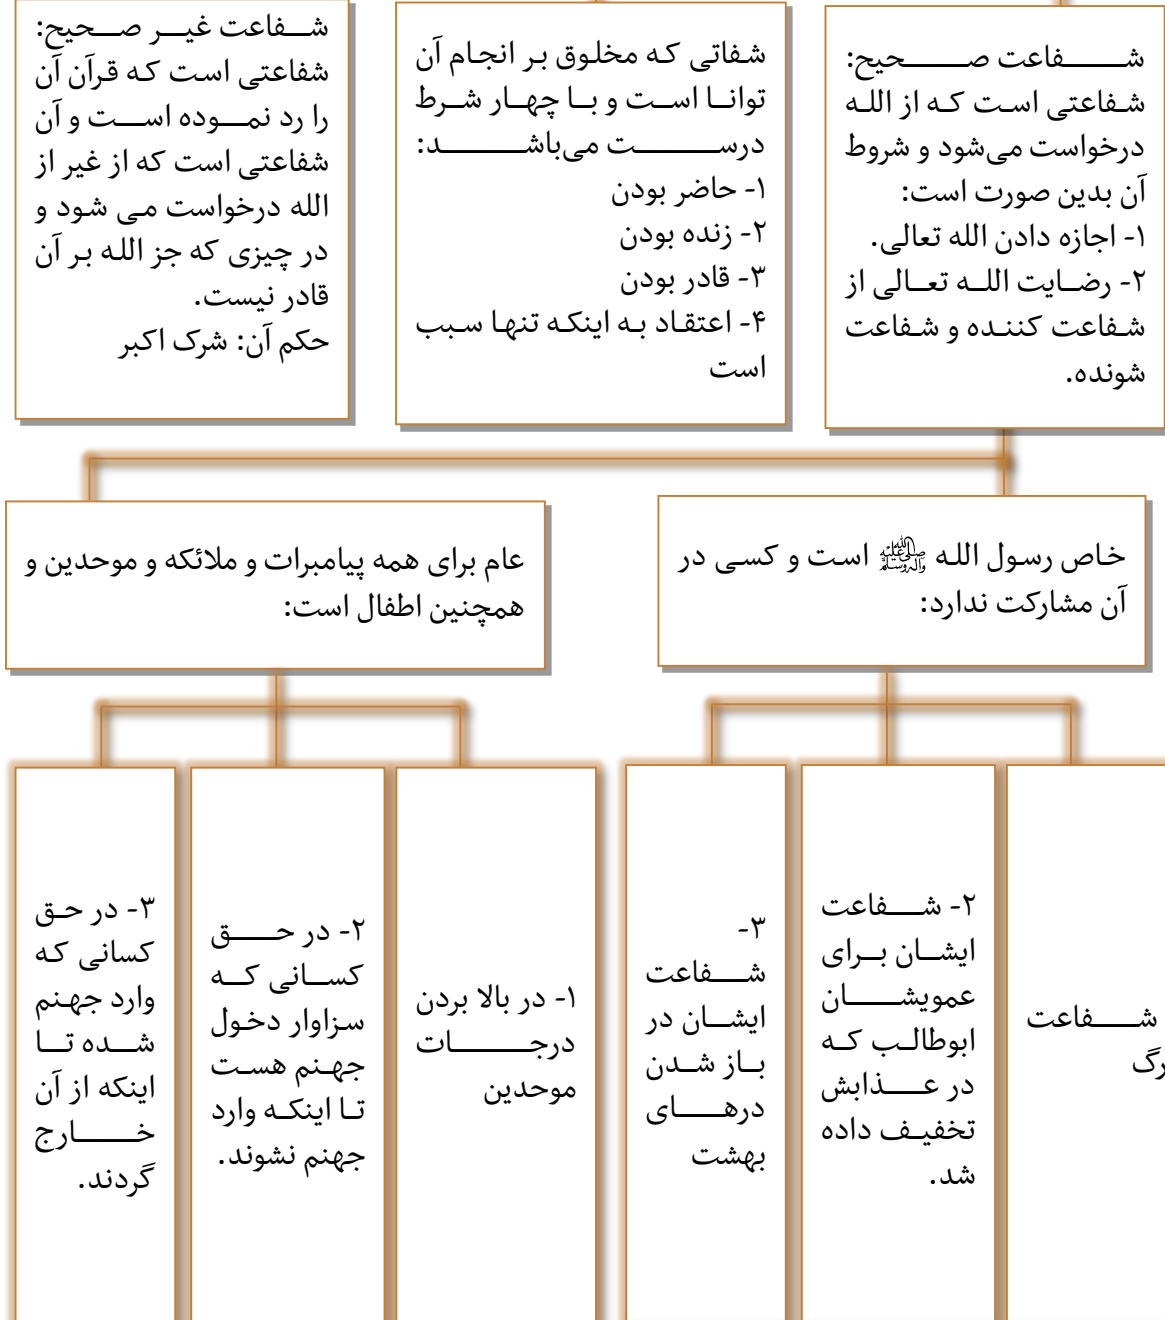 شفاعت صحیح:
شفاعتی است که از الله
درخواست می‌شود و شروط
آن بدین صورت است:
۱- اجازه دادن الله تعالی.
۲- رضایت الله تعالی از
شفاعت کننده و شفاعت
شونده.
شفاتی که مخلوق بر انجام آن
توانا است و با چهار شرط
درست می‌باشد:
۱- حاضر بودن
۲- زنده بودن
۳- قادر بودن
۴- اعتقاد به اینکه تنها سبب
است
شفاعت غیر صحیح:
شفاعتی است که قرآن آن
را رد نموده است و آن
شفاعتی است که از غیر از
الله درخواست می شود و
در چیزی که جز الله بر آن
قادر نیست.
حکم آن: شرک اکبر
خاص رسول الله ﷺ است و کسی در
آن مشارکت ندارد:
عام برای همه پیامبرات و ملائکه و موحدین و
همچنین اطفال است:
شفاعت
۲- شفاعت
ایشان برای
عمویشان
ابوطالب که
در عذابش
تخفیف داده
شد.
۳-
شفاعت
ایشان در
باز شدن
درهای
بهشت
۱- در بالا بردن
درجات
موحدین
۲- در حق
کسانی که
سزاوار دخول
جهنم هست
تا اینکه وارد
جهنم نشوند.
۳- در حق
کسانی که
وارد جهنم
شده تا
اینکه از آن
خارج
گردند.